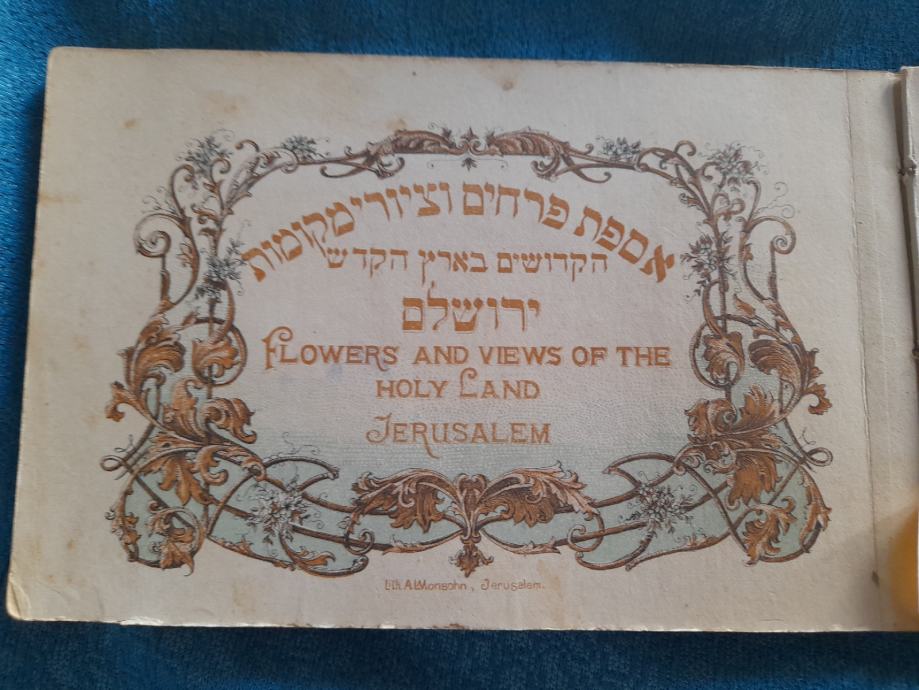 אספת פרחים וציורי מקומות
הקדושים בארץ הקדש
ירושלם
FLOWERS AND VIEWS OF THE
HOLY LAND
JERUSALEM
Lith. A.L. Monsohn, Jerusalem.